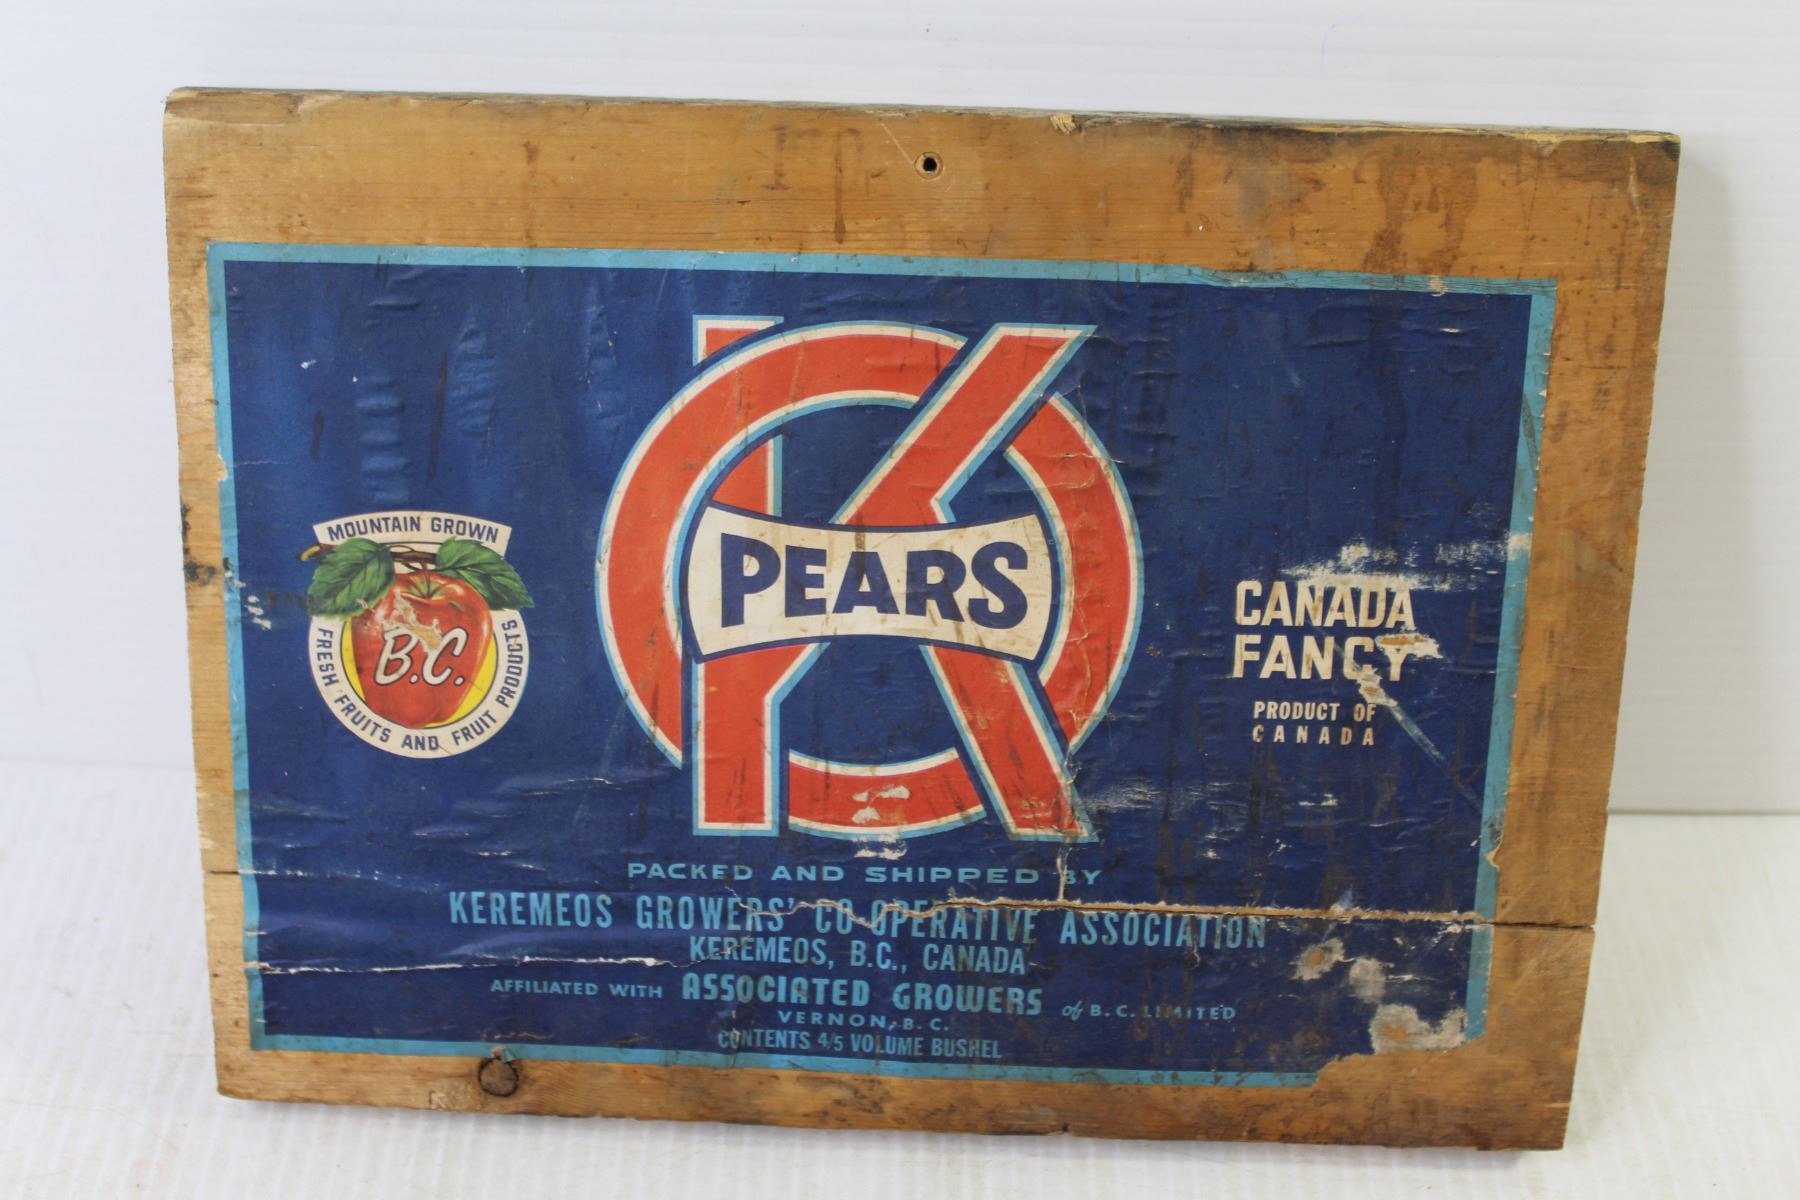 OK
PEARS
MOUNTAIN GROWN
B.C.
FRESH FRUITS AND FRUIT PRODUCTS
CANADA
FANCY
PRODUCT OF
CANADA
PACKED AND SHIPPED BY
KEREMEOS GROWERS' CO-OPERATIVE ASSOCIATION
KEREMEOS, B.C., CANADA
AFFILIATED WITH ASSOCIATED GROWERS of B.C. LIMITED
VERNON, B.C.
CONTENTS 4/5 VOLUME BUSHEL